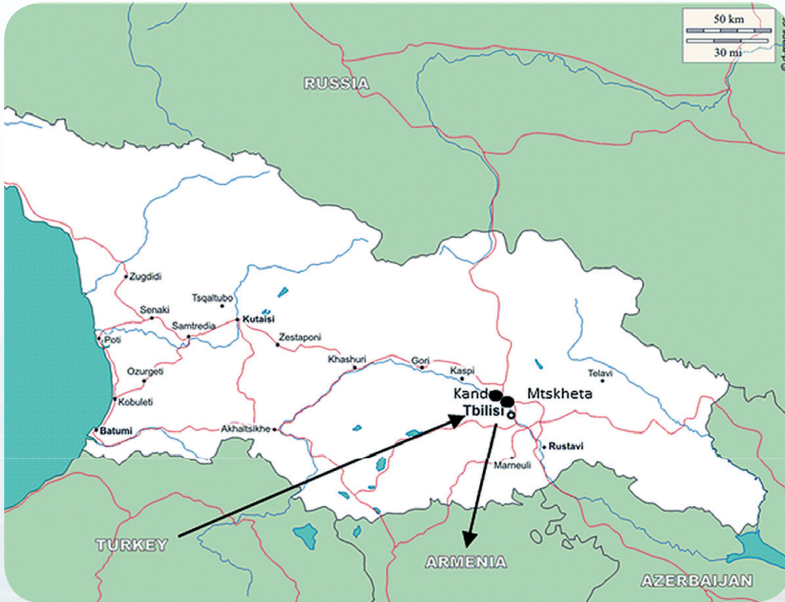 50 km
30 mi
RUSSIA
Zugdidi
Tsqaltubo
Senaki
Kutaisi
Samtredia
Poti
Zestaponi
Khashuri
Gori
Kaspi
Ozurgeti
Telavi
Kand
Mtskheta
Kobuleti
Tbilisi
Batumi
Akhaltsikhe
Rustavi
Marneuli
TURKEY
ARMENIA
AZERBAIJAN